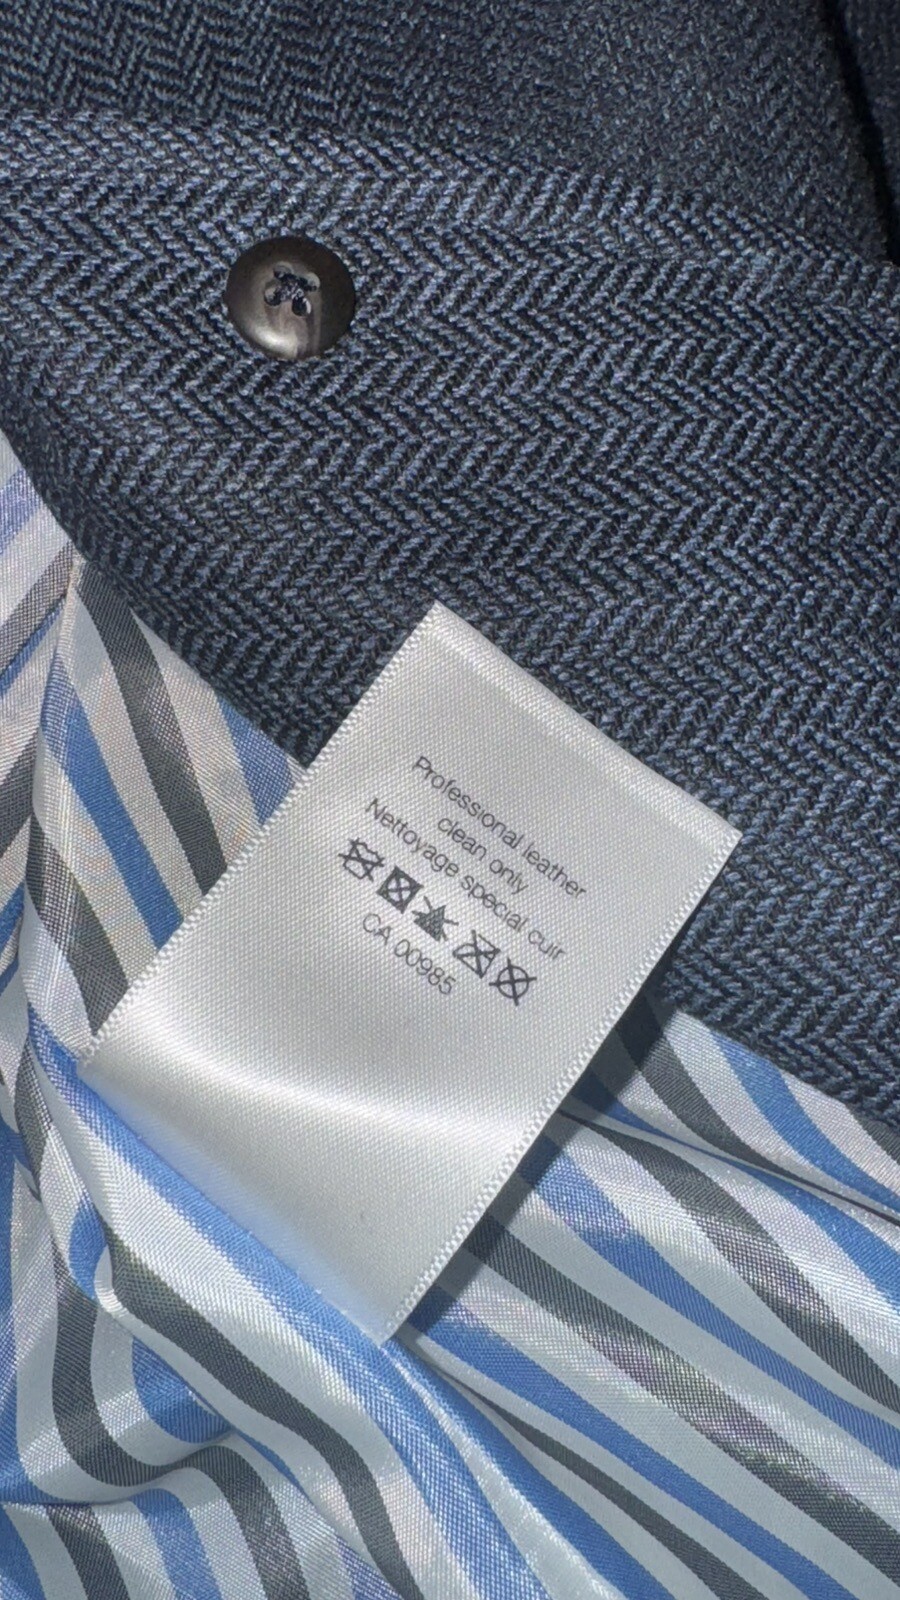 Professional leather
clean only
Nettoyage special cuir
CA 00985